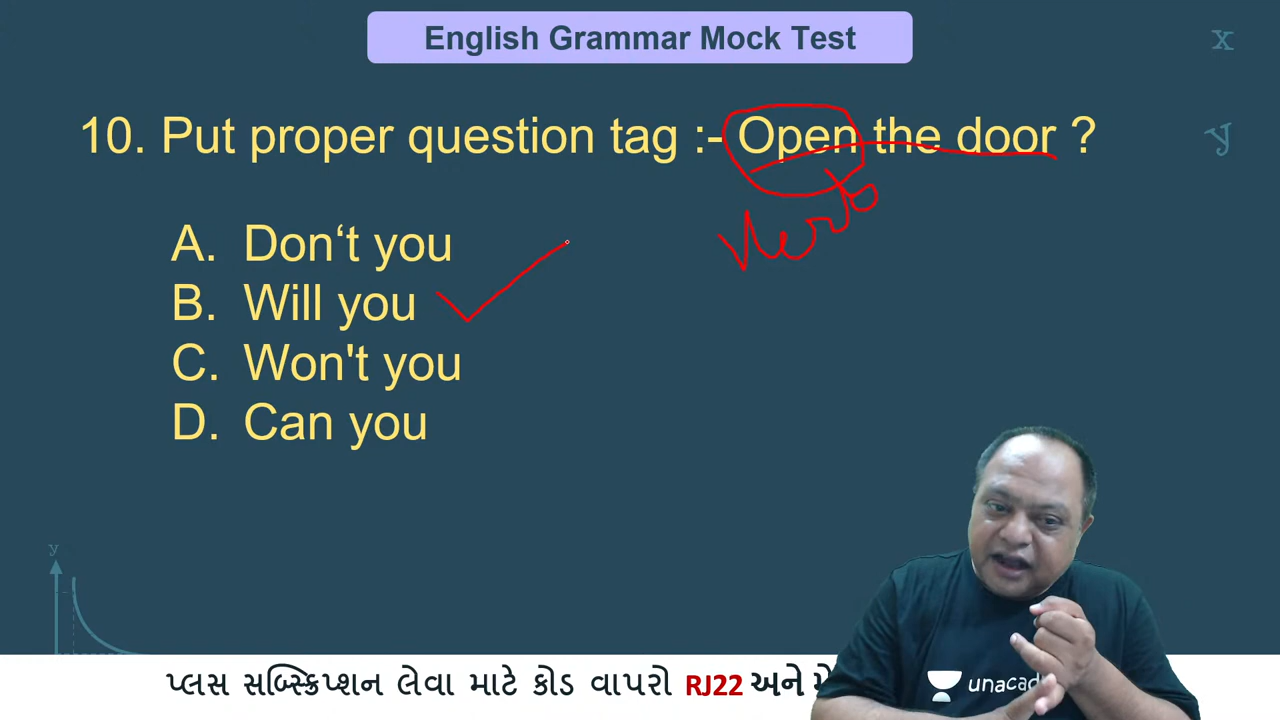 English Grammar Mock Test
x
10. Put proper question tag :- Open the door ?
y
Verb
A. Don‘t you
B. Will you
C. Won't you
D. Can you
y
પ્લસ સબ્સ્ક્રિપ્શન લેવા માટે કોડ વાપરો RJ22 અને
unacad